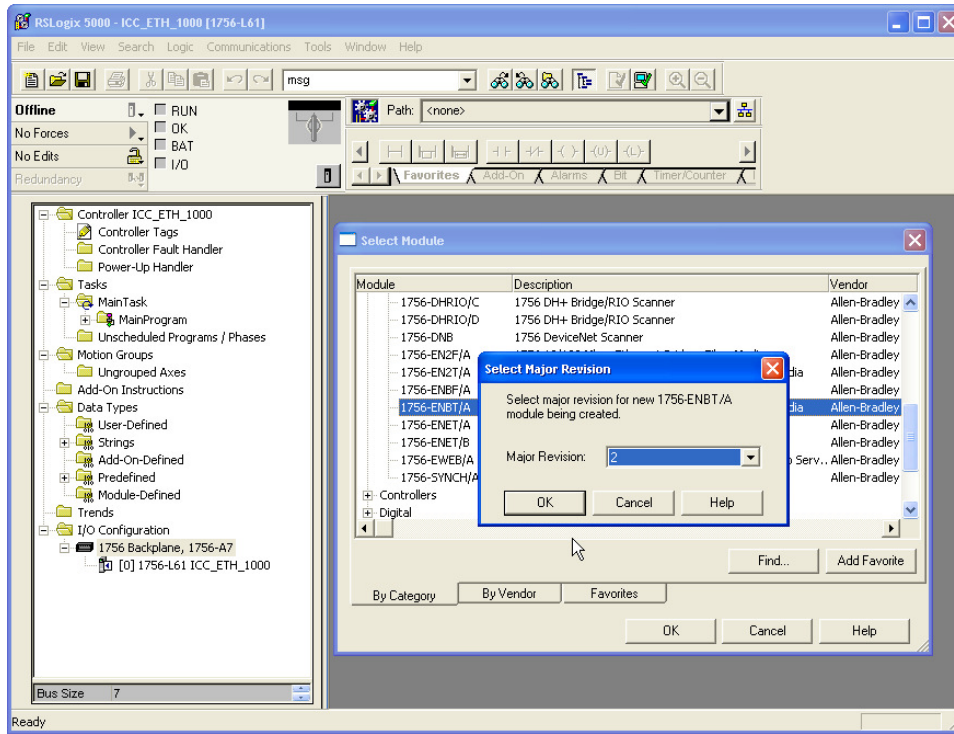 RSLogix 5000 - ICC_ETH_1000 [1756-L61]
File Edit View Search Logic Communications Tools Window Help
msg
Offline
RUN
Path: <none>
No Forces
OK
No Edits
BAT
I/O
Redundancy
Favorites Add-On Alarms Bit Timer/Counter
Controller ICC_ETH_1000
Controller Tags
Controller Fault Handler
Power-Up Handler
Tasks
MainTask
MainProgram
Unscheduled Programs / Phases
Motion Groups
Ungrouped Axes
Add-On Instructions
Data Types
User-Defined
Strings
Add-On-Defined
Predefined
Module-Defined
Trends
I/O Configuration
1756 Backplane, 1756-A7
[0] 1756-L61 ICC_ETH_1000
Bus Size 7
Select Module
Module Description Vendor
1756-DHRIO/C 1756 DH+ Bridge/RIO Scanner Allen-Bradley
1756-DHRIO/D 1756 DH+ Bridge/RIO Scanner Allen-Bradley
1756-DNB 1756 DeviceNet Scanner Allen-Bradley
1756-EN2F/A Allen-Bradley
1756-EN2T/A dia Allen-Bradley
1756-ENBF/A Allen-Bradley
1756-ENBT/A dia Allen-Bradley
1756-ENET/A Allen-Bradley
1756-ENET/B Allen-Bradley
1756-EWEB/A Serv.. Allen-Bradley
1756-SYNCH/A Allen-Bradley
Controllers
Digital
Select Major Revision
Select major revision for new 1756-ENBT/A
module being created.
Major Revision: 2
OK Cancel Help
Find... Add Favorite
By Category By Vendor Favorites
OK Cancel Help
Ready